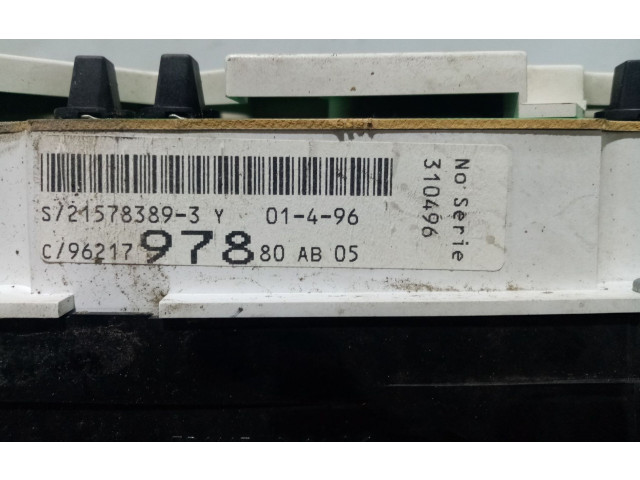 S/21578389-3 Y 01-4-96
C/96217 978 80 AB 05
No Serie
310496